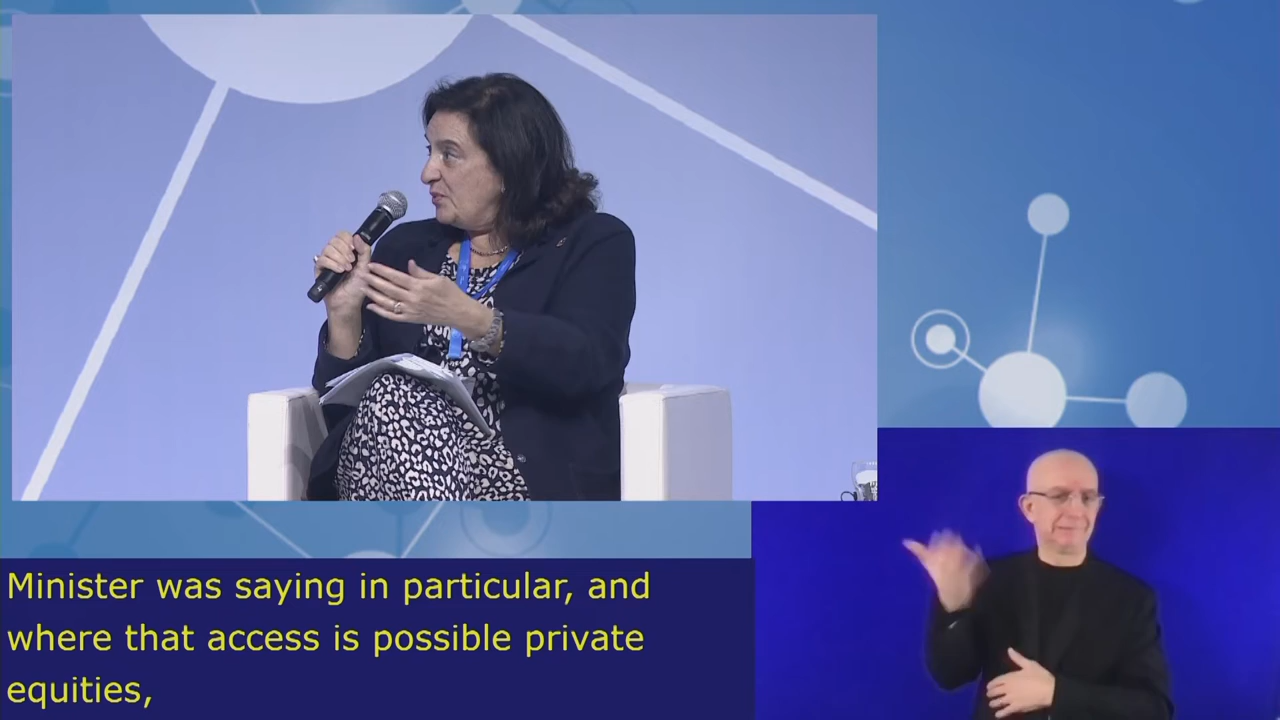 Minister was saying in particular, and
where that access is possible private
equities,